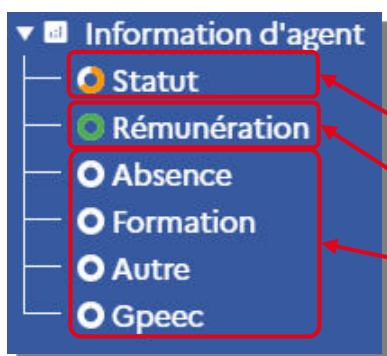 Information d'agent
Statut
Rémunération
Absence
Formation
Autre
Gpeec